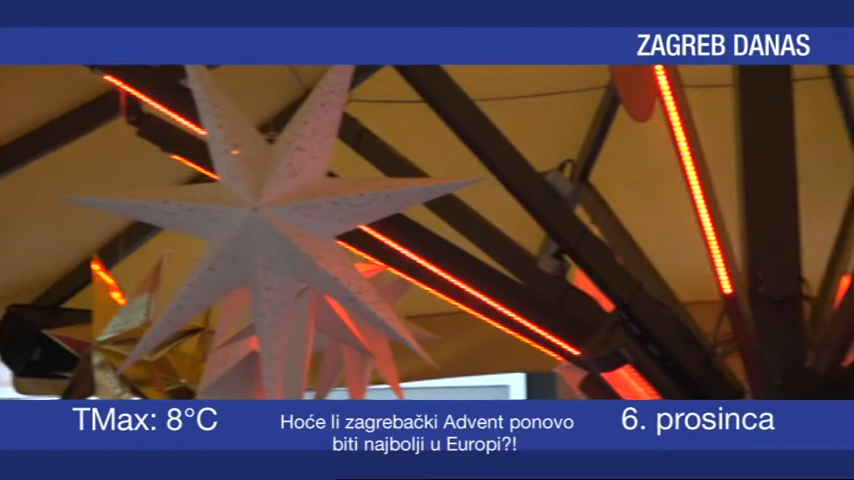 ZAGREB DANAS
TMax: 8°C
Hoće li zagrebački Advent ponovo
biti najbolji u Europi?!
6. prosinca